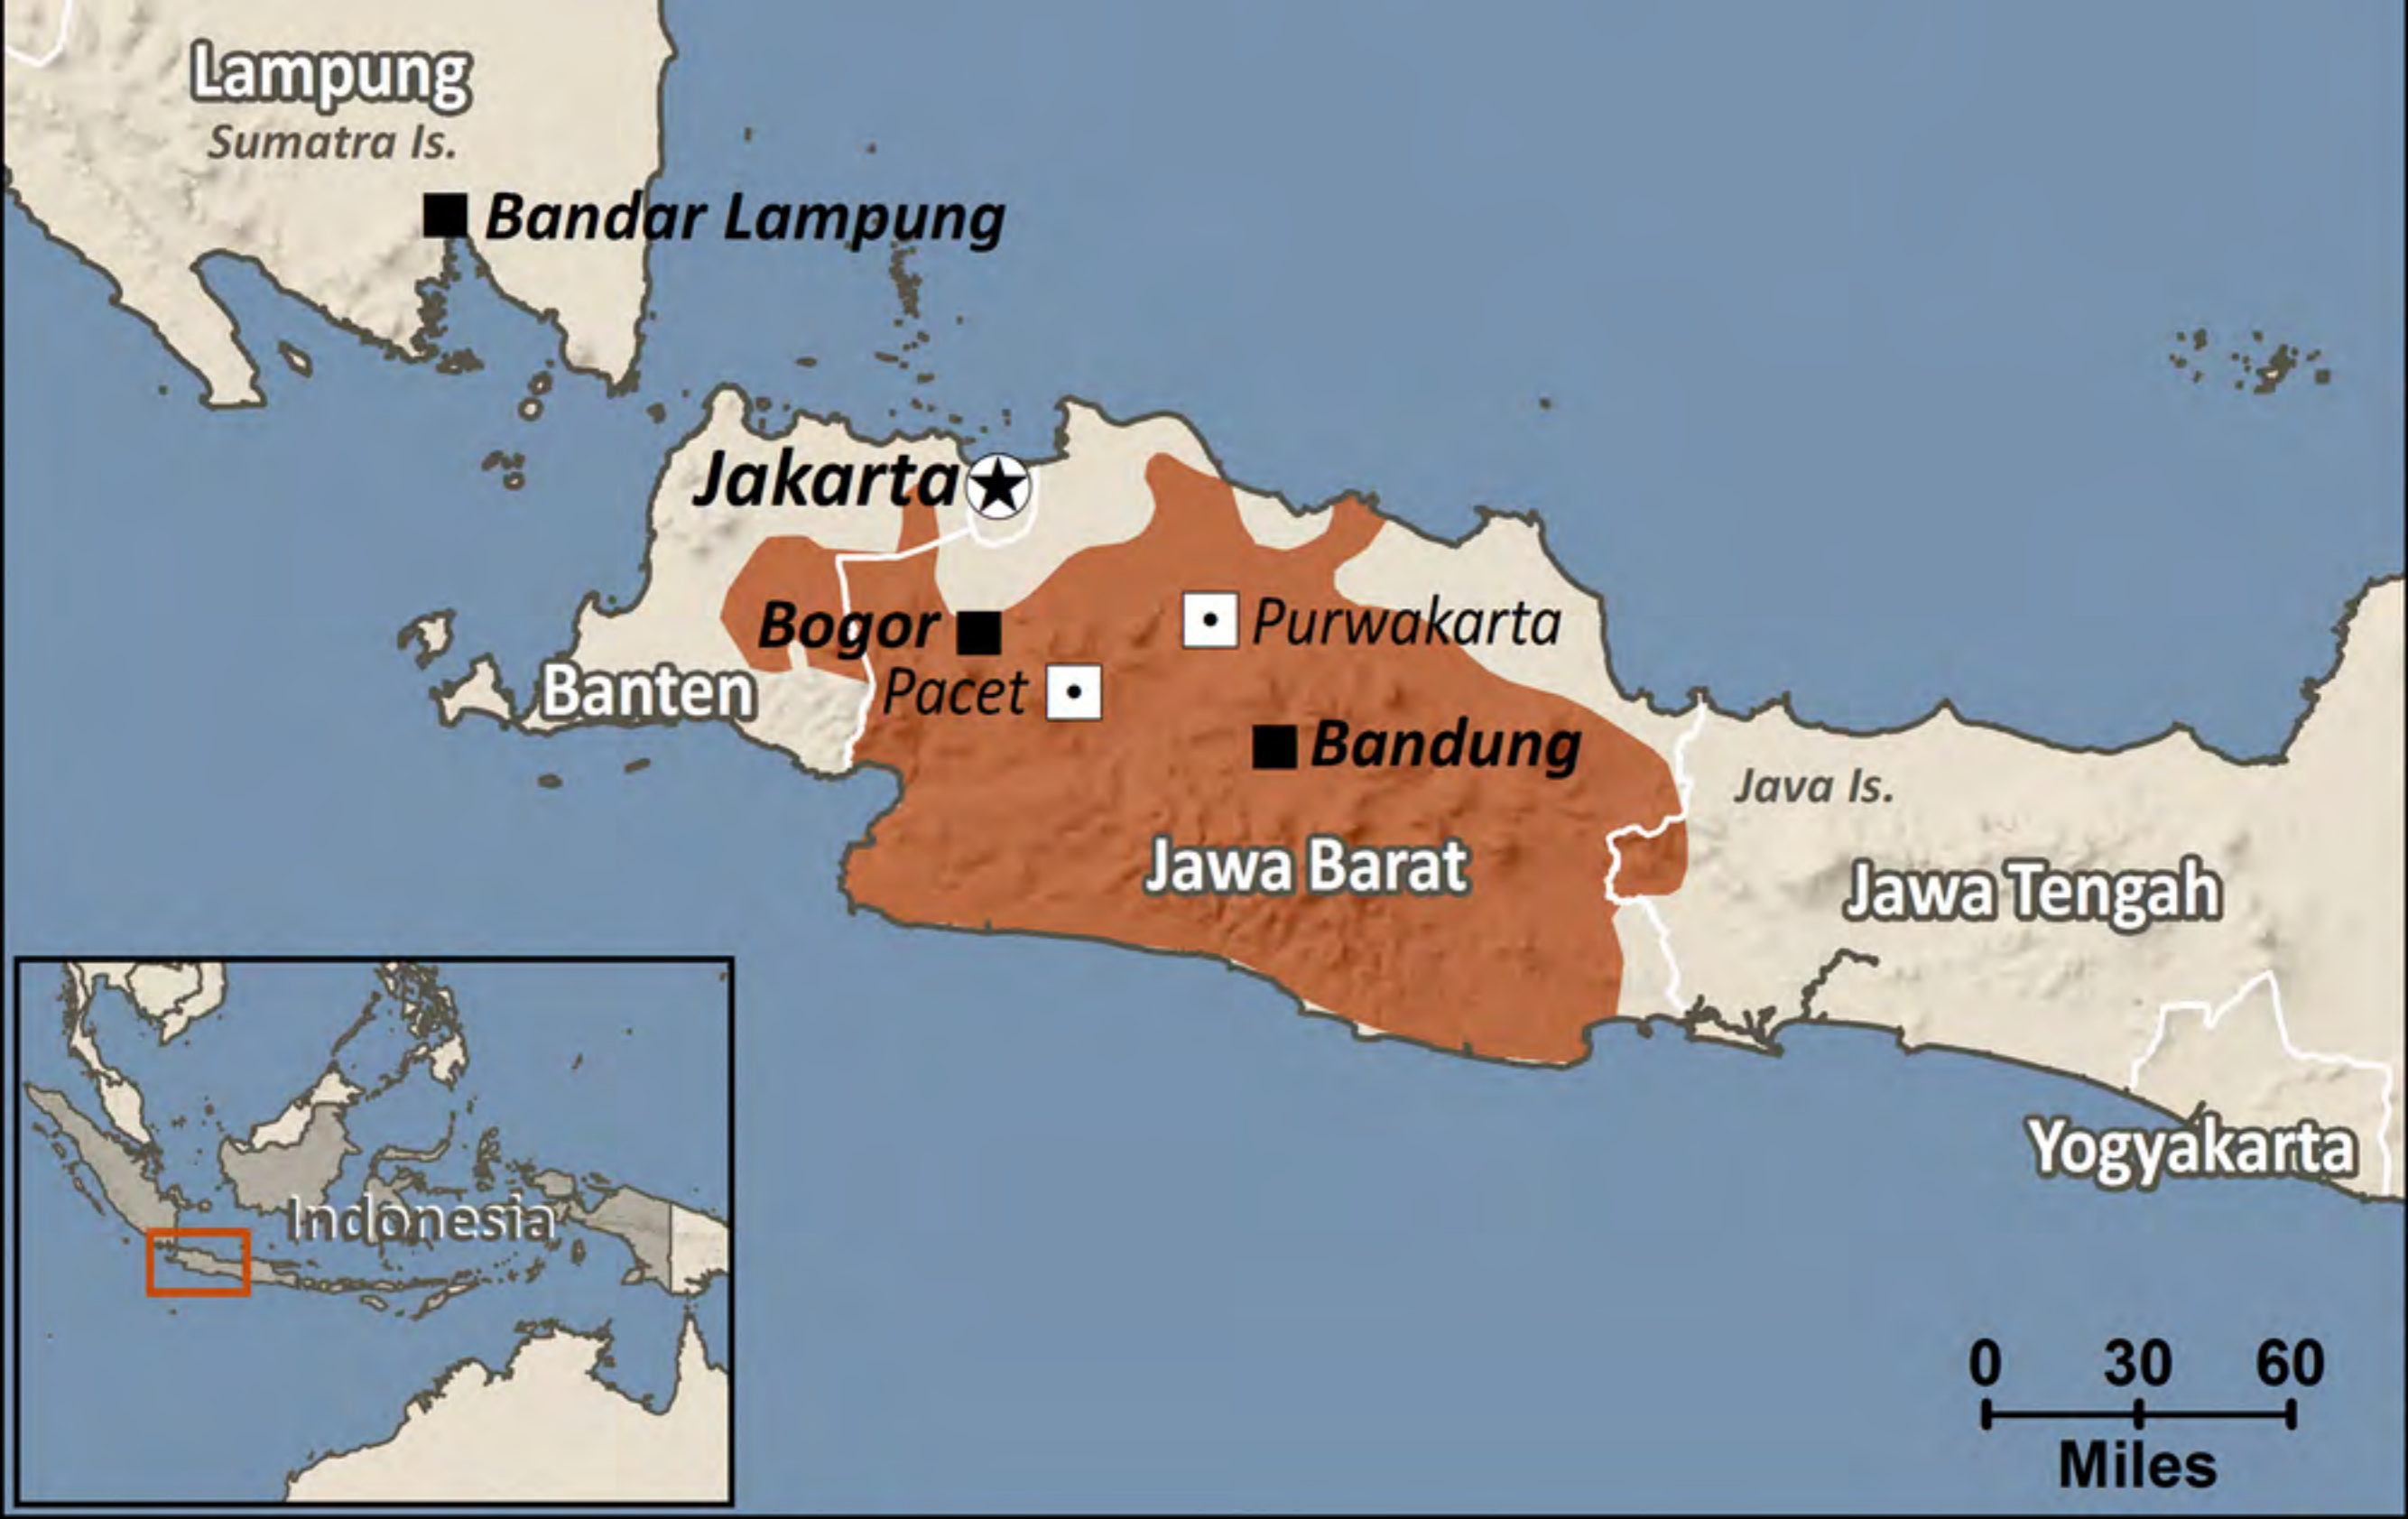 Lampung
Sumatra Is.
Bandar Lampung
Jakarta
Bogor
Purwakarta
Pacet
Banten
Bandung
Java Is.
Jawa Barat
Jawa Tengah
Yogyakarta
Indonesia
0 30 60
Miles